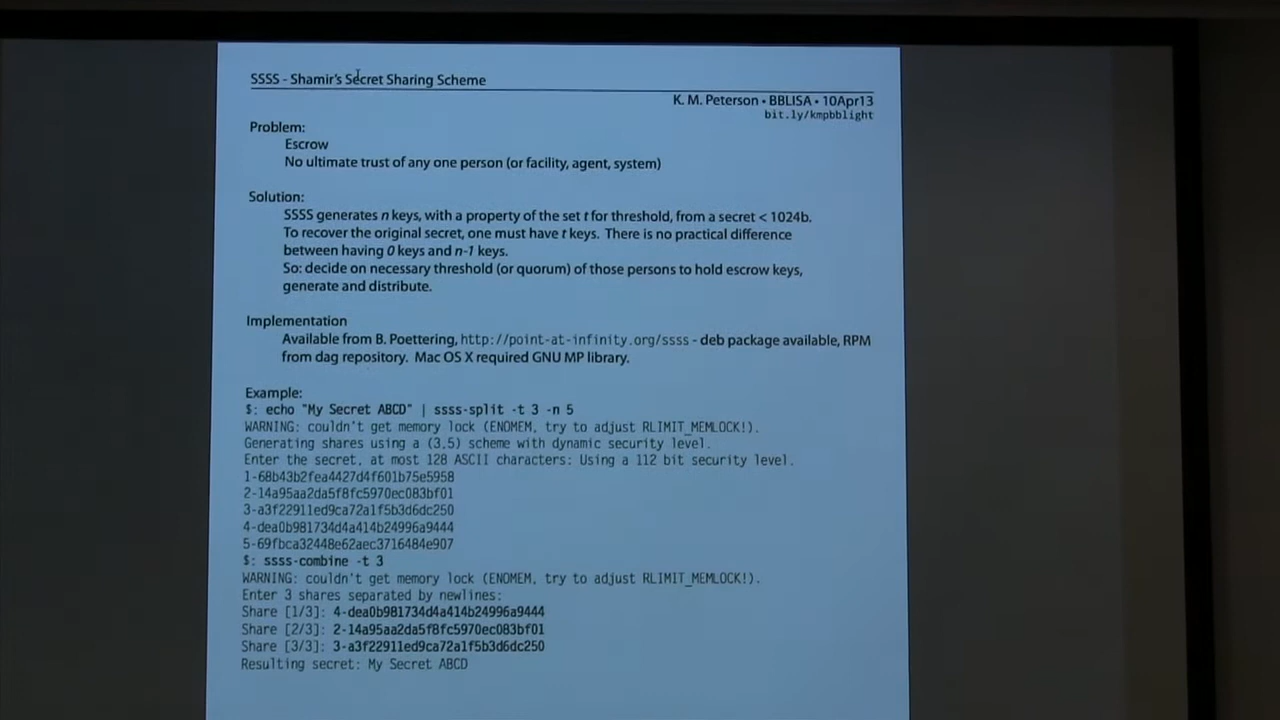 SSSS - Shamir's Secret Sharing Scheme
K. M. Peterson • BBLISA • 10Apr13
bit.ly/kmpbblight
Problem:
Escrow
No ultimate trust of any one person (or facility, agent, system)
Solution:
SSSS generates n keys, with a property of the set t for threshold, from a secret < 1024b.
To recover the original secret, one must have t keys. There is no practical difference
between having 0 keys and n-1 keys.
So: decide on necessary threshold (or quorum) of those persons to hold escrow keys,
generate and distribute.
Implementation
Available from B. Poettering, http://point-at-infinity.org/ssss - deb package available, RPM
from dag repository. Mac OS X required GNU MP library.
Example:
$: echo "My Secret ABCD" | ssss-split -t 3 -n 5
WARNING: couldn't get memory lock (ENOMEM, try to adjust RLIMIT_MEMLOCK!).
Generating shares using a (3,5) scheme with dynamic security level.
Enter the secret, at most 128 ASCII characters: Using a 112 bit security level.
1-68b43b2fea4427d4f601b75e5958
2-14a95aa2da5f8fc5970ec083bf01
3-a3f22911ed9ca72a1f5b3d6dc250
4-dea0b981734d4a414b24996a9444
5-69fbca32448e62aec3716484e907
$: ssss-combine -t 3
WARNING: couldn't get memory lock (ENOMEM, try to adjust RLIMIT_MEMLOCK!).
Enter 3 shares separated by newlines:
Share [1/3]: 4-dea0b981734d4a414b24996a9444
Share [2/3]: 2-14a95aa2da5f8fc5970ec083bf01
Share [3/3]: 3-a3f22911ed9ca72a1f5b3d6dc250
Resulting secret: My Secret ABCD